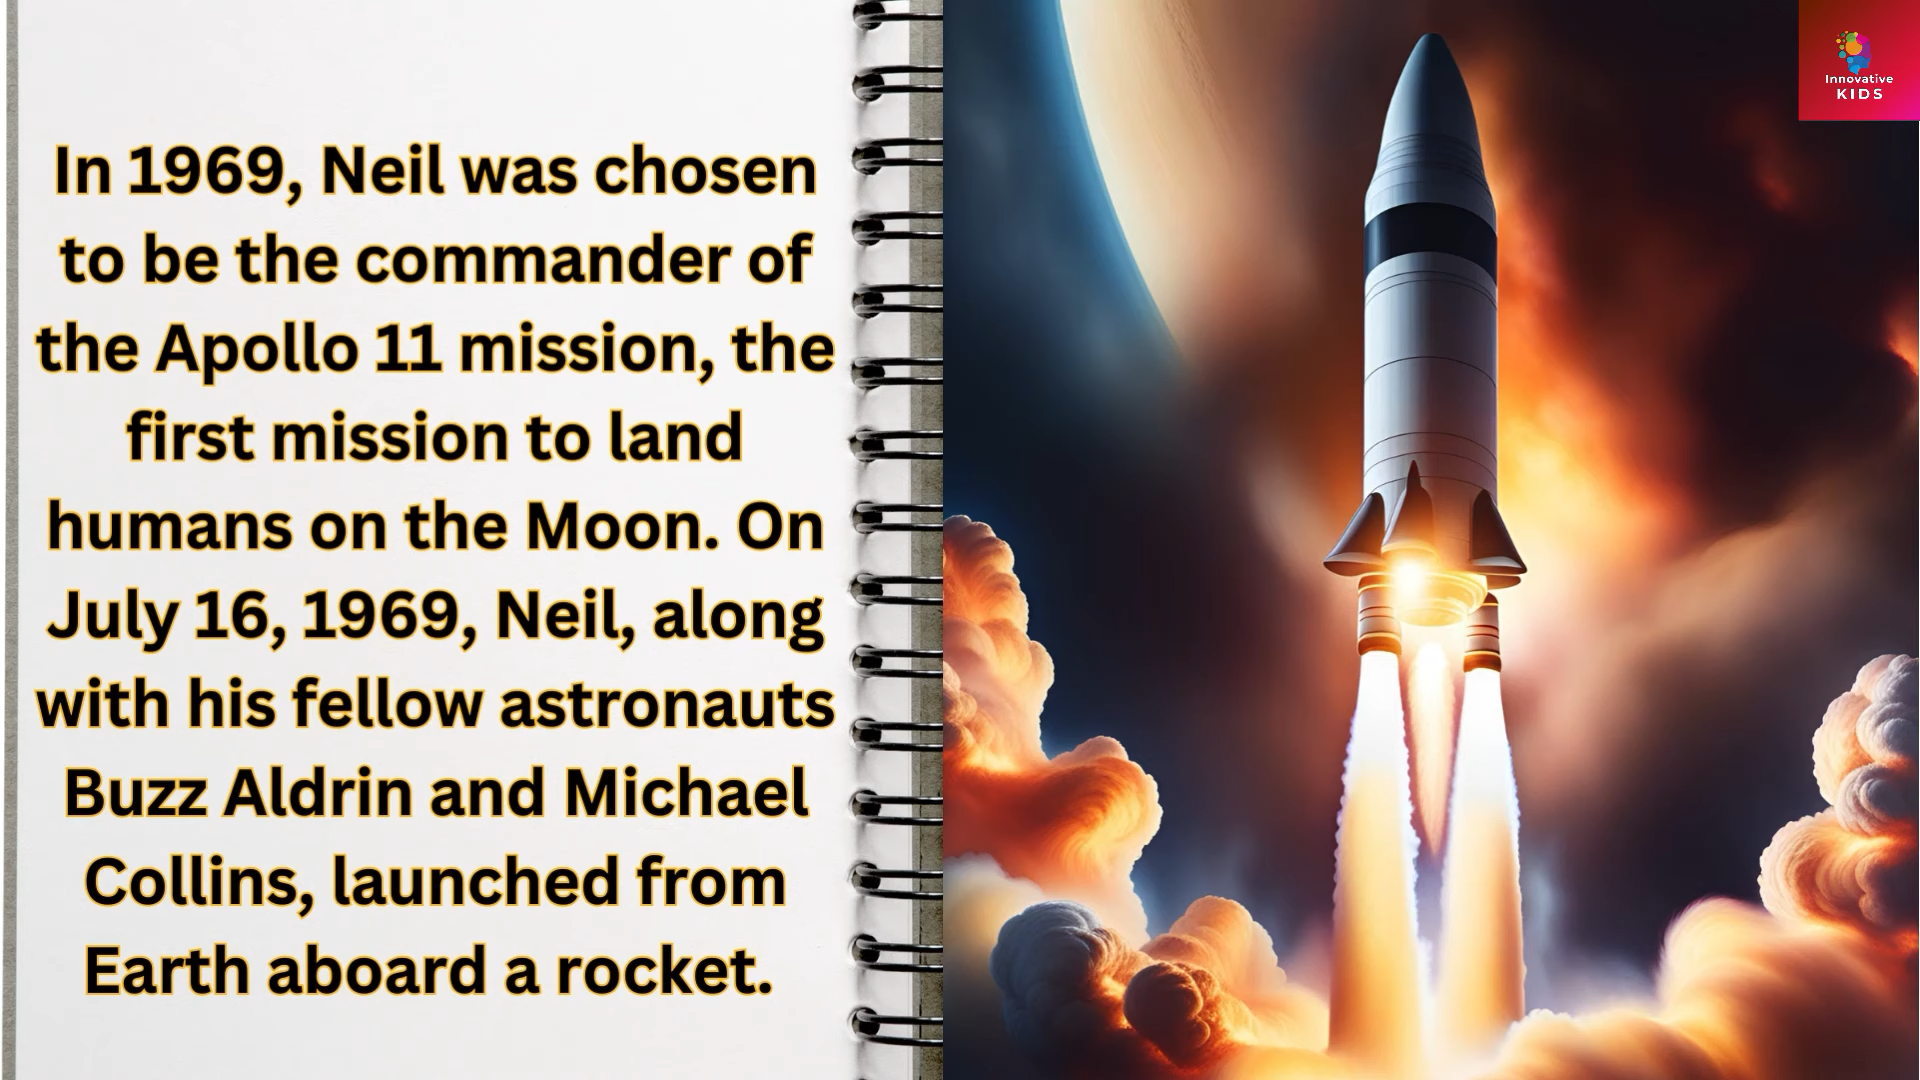 In 1969, Neil was chosen
to be the commander of
the Apollo 11 mission, the
first mission to land
humans on the Moon. On
July 16, 1969, Neil, along
with his fellow astronauts
Buzz Aldrin and Michael
Collins, launched from
Earth aboard a rocket.
Innovative
KIDS